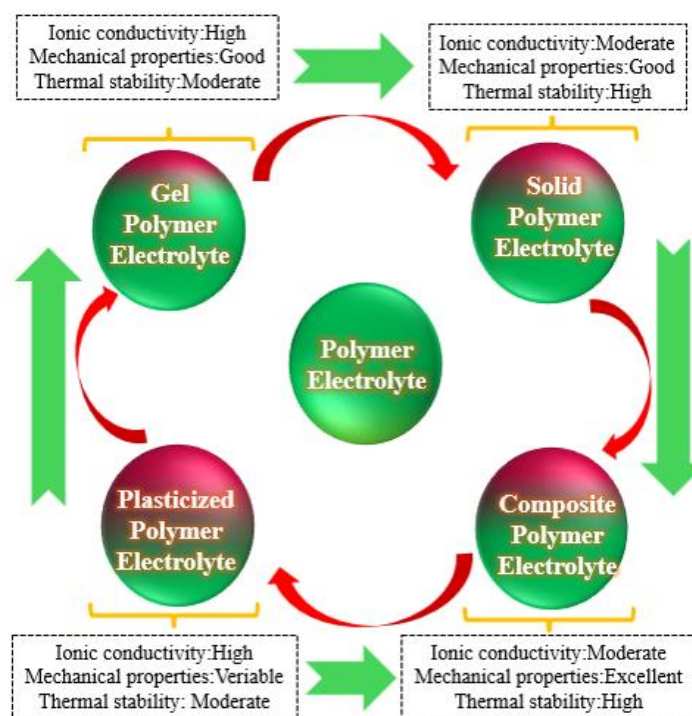 Ionic conductivity:High
Mechanical properties:Good
Thermal stability:Moderate
Ionic conductivity:Moderate
Mechanical properties:Good
Thermal stability:High
Gel
Polymer
Electrolyte
Solid
Polymer
Electrolyte
Polymer
Electrolyte
Plasticized
Polymer
Electrolyte
Composite
Polymer
Electrolyte
Ionic conductivity:High
Mechanical properties:Veriable
Thermal stability: Moderate
Ionic conductivity:Moderate
Mechanical properties:Excellent
Thermal stability:High